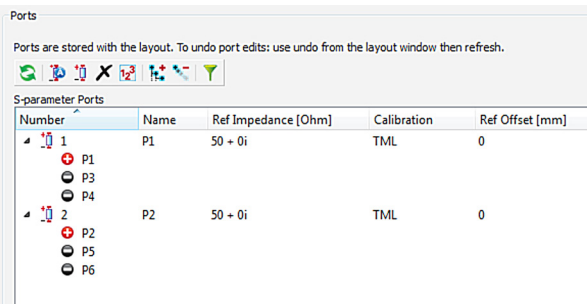 Ports
Ports are stored with the layout. To undo port edits: use undo from the layout window then refresh.
S-parameter Ports
Number Name Ref Impedance [Ohm] Calibration Ref Offset [mm]
1 P1 50 + 0i TML 0
P1
P3
P4
2 P2 50 + 0i TML 0
P2
P5
P6